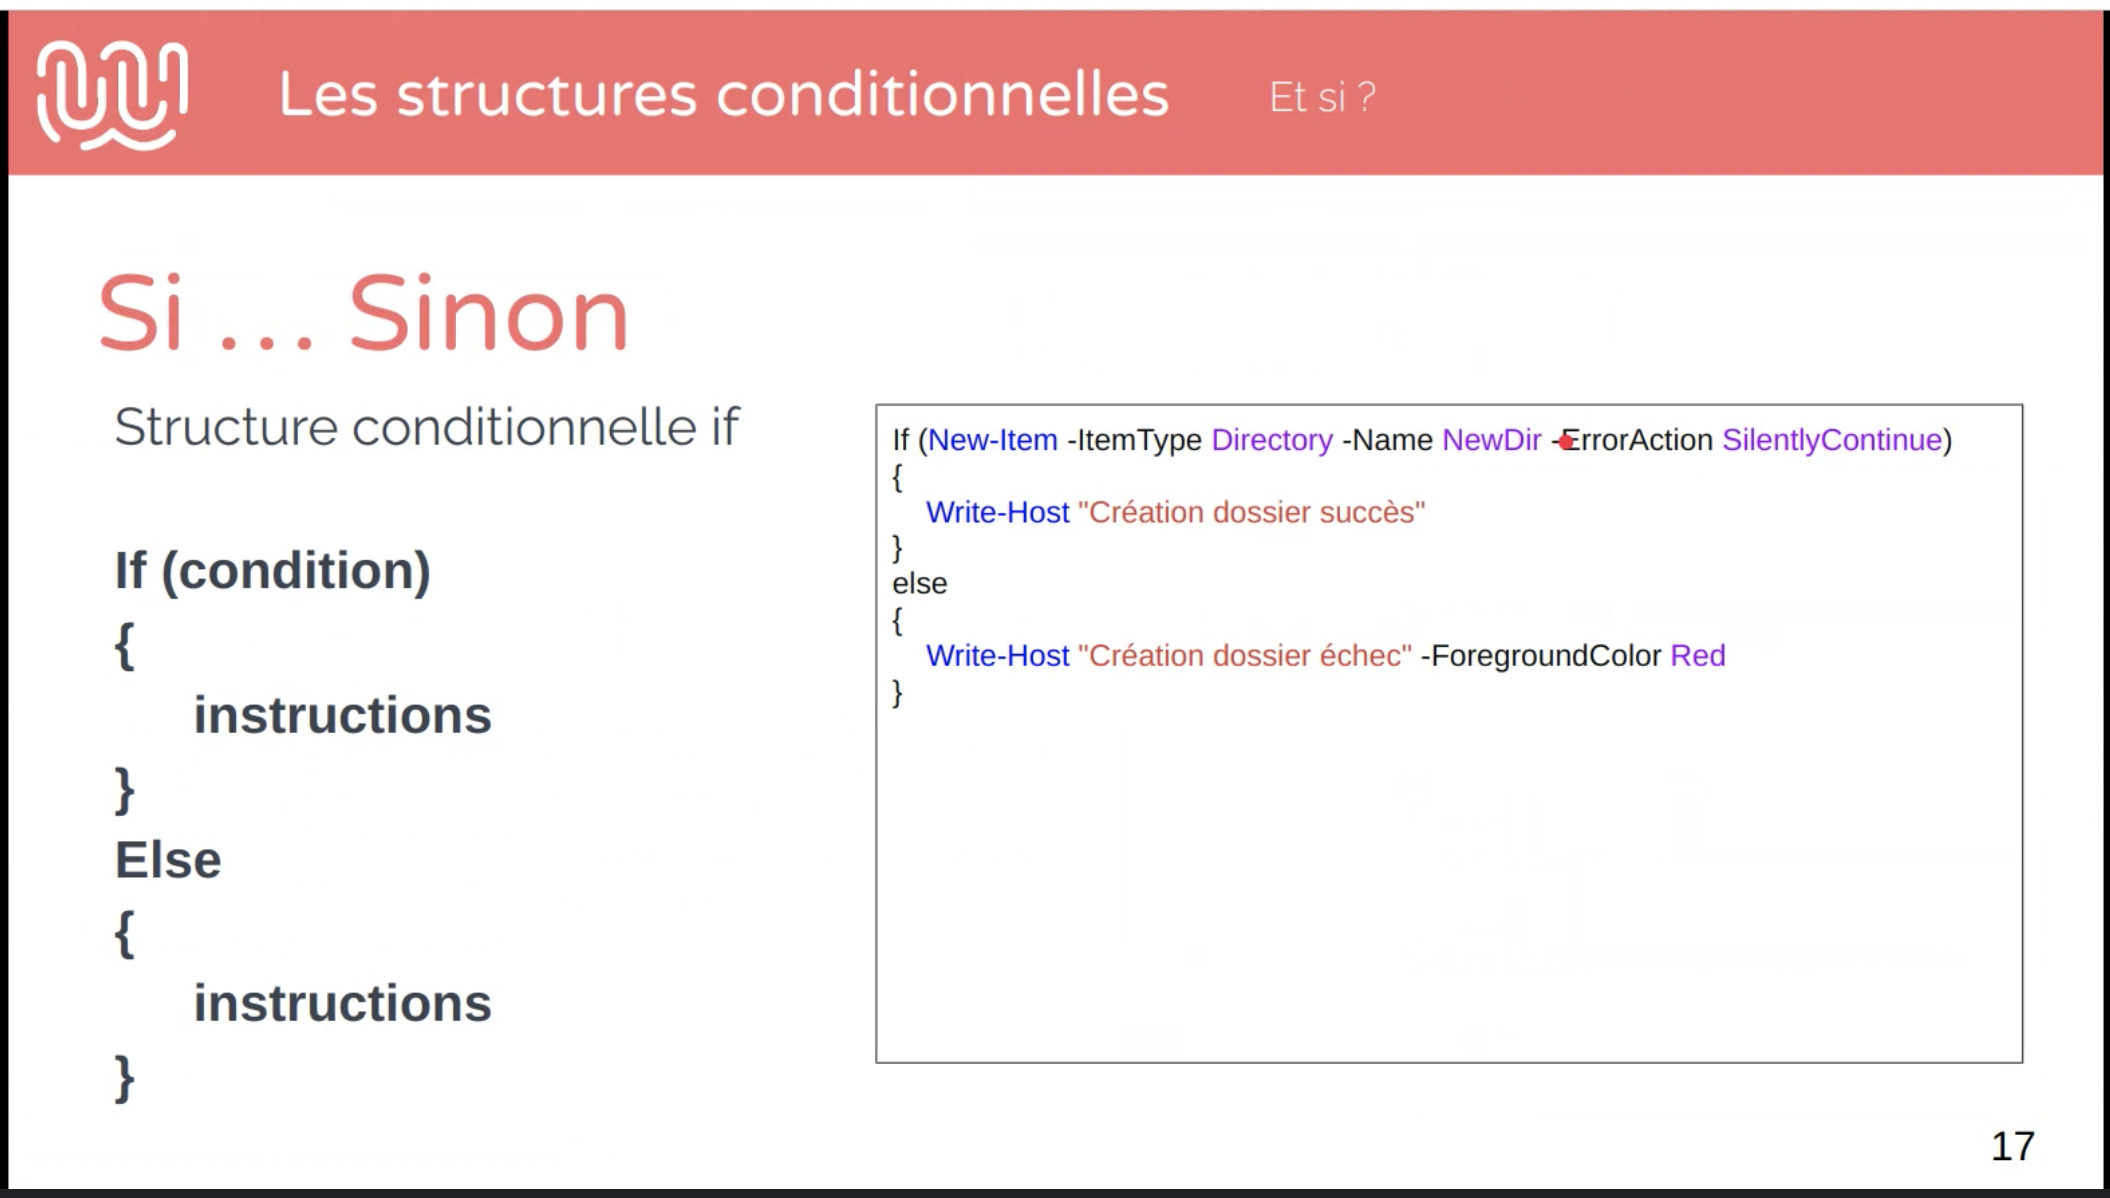 Les structures conditionnelles
Et si ?
Si ... Sinon
Structure conditionnelle if
If (condition)
{
instructions
}
Else
{
instructions
}
If (New-Item -ItemType Directory -Name NewDir -ErrorAction SilentlyContinue)
{
Write-Host "Création dossier succès"
}
else
{
Write-Host "Création dossier échec" -ForegroundColor Red
}
17